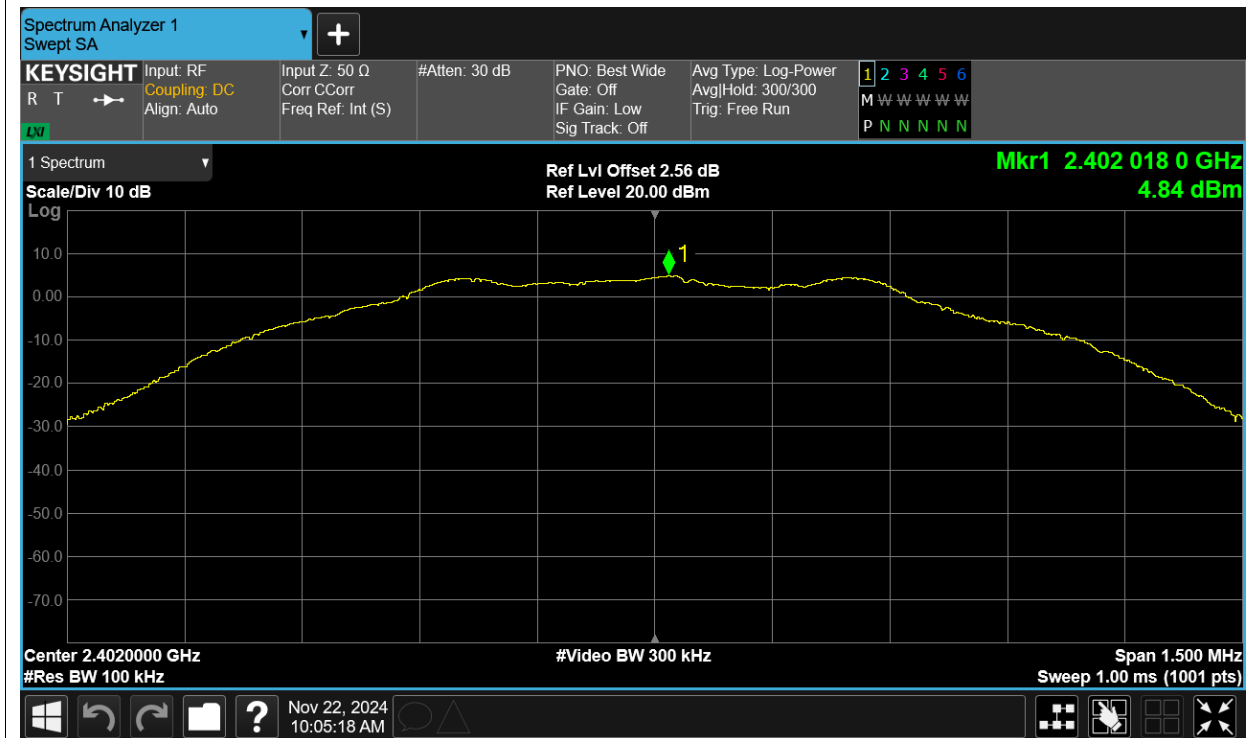 Spectrum Analyzer 1
Swept SA
+
KEYSIGHT
R T
LXI
Input: RF
Coupling: DC
Align: Auto
Input Z: 50 Ω
Corr CCorr
Freq Ref: Int (S)
#Atten: 30 dB
PNO: Best Wide
Gate: Off
IF Gain: Low
Sig Track: Off
Avg Type: Log-Power
Avg|Hold: 300/300
Trig: Free Run
1 2 3 4 5 6
M W W W W W
P N N N N N
1 Spectrum
Scale/Div 10 dB
Log
Ref Lvl Offset 2.56 dB
Ref Level 20.00 dBm
Mkr1 2.402 018 0 GHz
4.84 dBm
1
10.0
0.00
-10.0
-20.0
-30.0
-40.0
-50.0
-60.0
-70.0
Center 2.4020000 GHz
#Res BW 100 kHz
#Video BW 300 kHz
Span 1.500 MHz
Sweep 1.00 ms (1001 pts)
?
Nov 22, 2024
10:05:18 AM